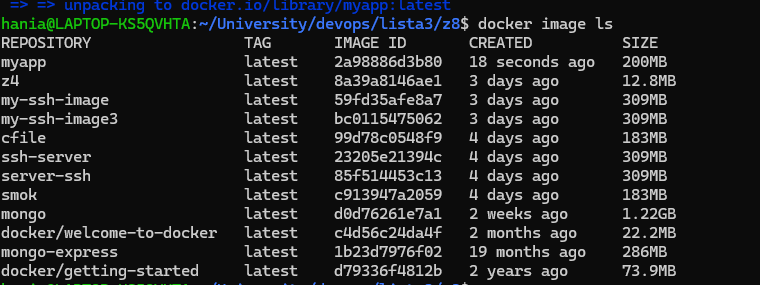 => => unpacking to docker.io/library/myapp:latest
hania@LAPTOP-KS5QVHTA:~/University/devops/lista3/z8$ docker image ls
REPOSITORY TAG IMAGE ID CREATED SIZE
myapp latest 2a98886d3b80 18 seconds ago 200MB
z4 latest 8a39a8146ae1 3 days ago 12.8MB
my-ssh-image latest 59fd35afe8a7 3 days ago 309MB
my-ssh-image3 latest bc0115475062 3 days ago 309MB
cfile latest 99d78c0548f9 4 days ago 183MB
ssh-server latest 23205e21394c 4 days ago 309MB
server-ssh latest 85f514453c13 4 days ago 309MB
smok latest c913947a2059 4 days ago 183MB
mongo latest d0d76261e7a1 2 weeks ago 1.22GB
docker/welcome-to-docker latest c4d56c24da4f 2 months ago 22.2MB
mongo-express latest 1b23d7976f02 19 months ago 286MB
docker/getting-started latest d79336f4812b 2 years ago 73.9MB